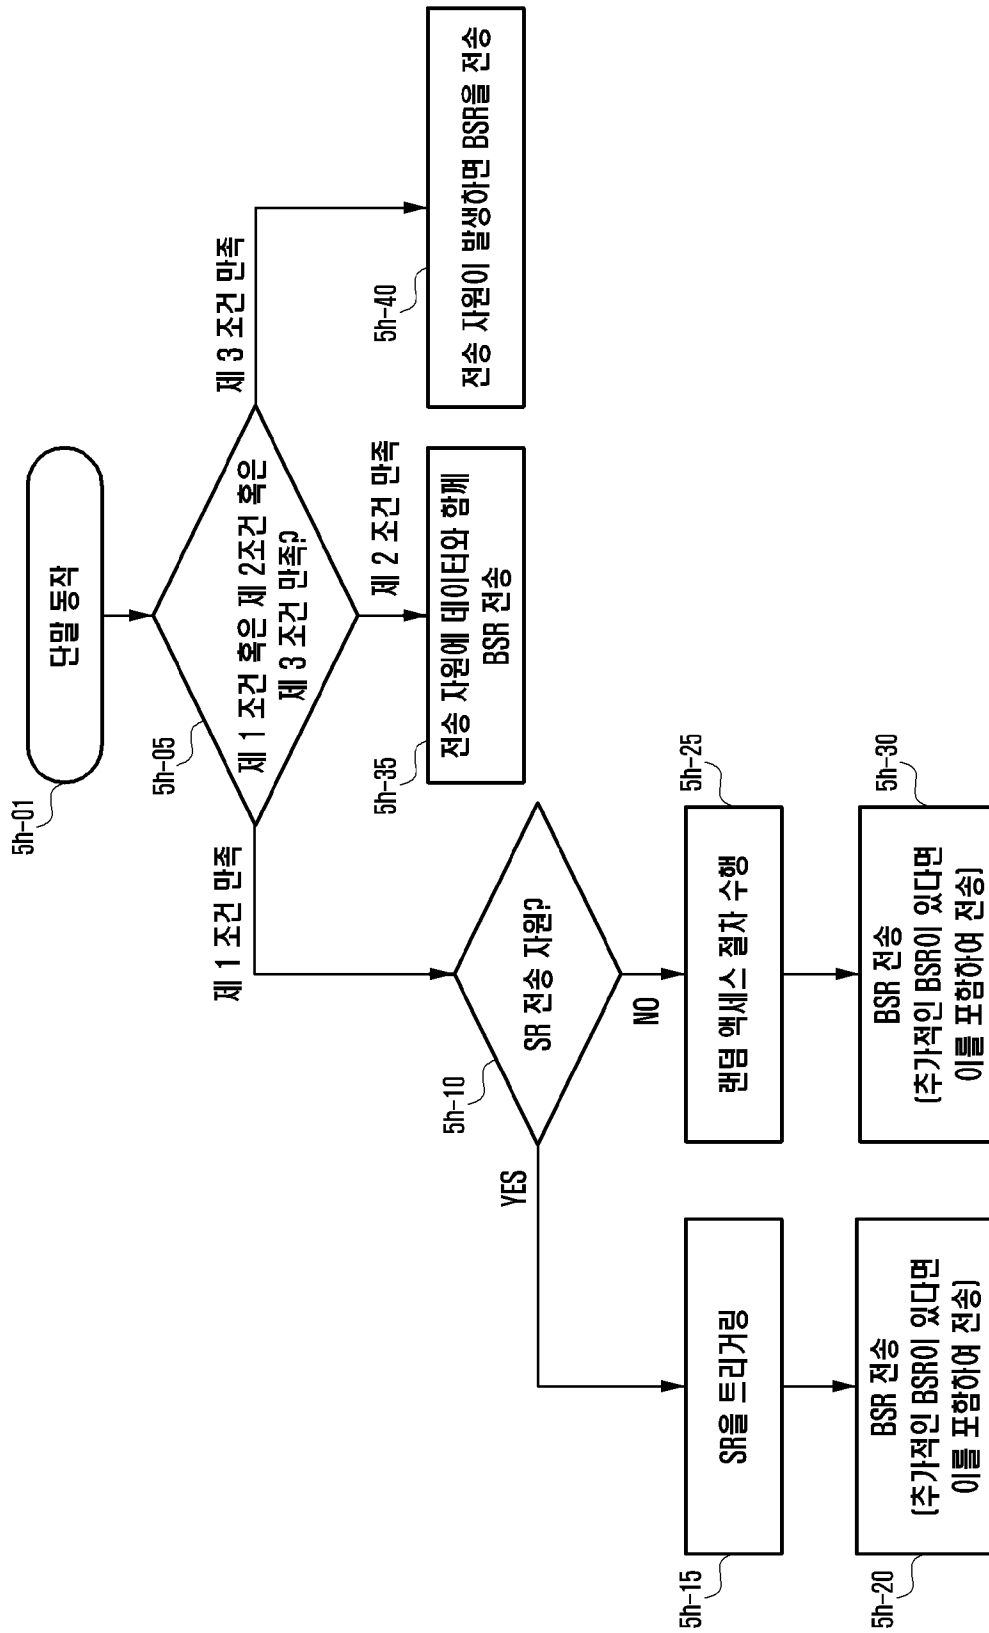 5h-01
단말 동작
5h-05
제 1 조건 혹은 제 2조건 혹은
제 3 조건 만족?
제 1 조건 만족
제 2 조건 만족
제 3 조건 만족
5h-10
SR 전송 자원?
5h-35
전송 자원에 데이터와 함께
BSR 전송
5h-40
전송 자원이 발생하면 BSR을 전송
YES
NO
5h-15
SR을 트리거링
랜덤 액세스 절차 수행
5h-25
5h-20
BSR 전송
(추가적인 BSR이 있다면
이를 포함하여 전송)
BSR 전송
(추가적인 BSR이 있다면
이를 포함하여 전송)
5h-30